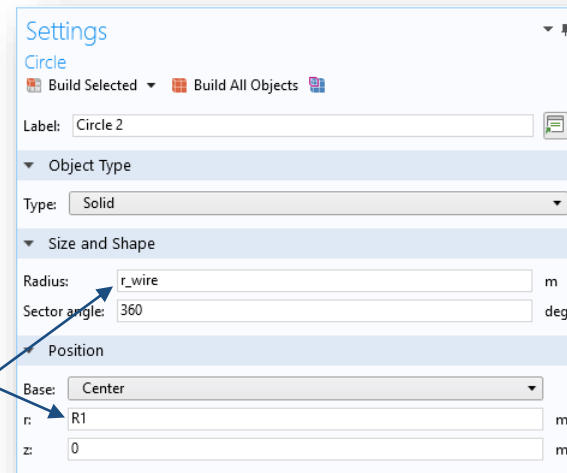 Settings
Circle
Build Selected Build All Objects
Label: Circle 2
Object Type
Type: Solid
Size and Shape
Radius: r_wire m
Sector angle: 360 deg
Position
Base: Center
r: R1 m
z: 0 m